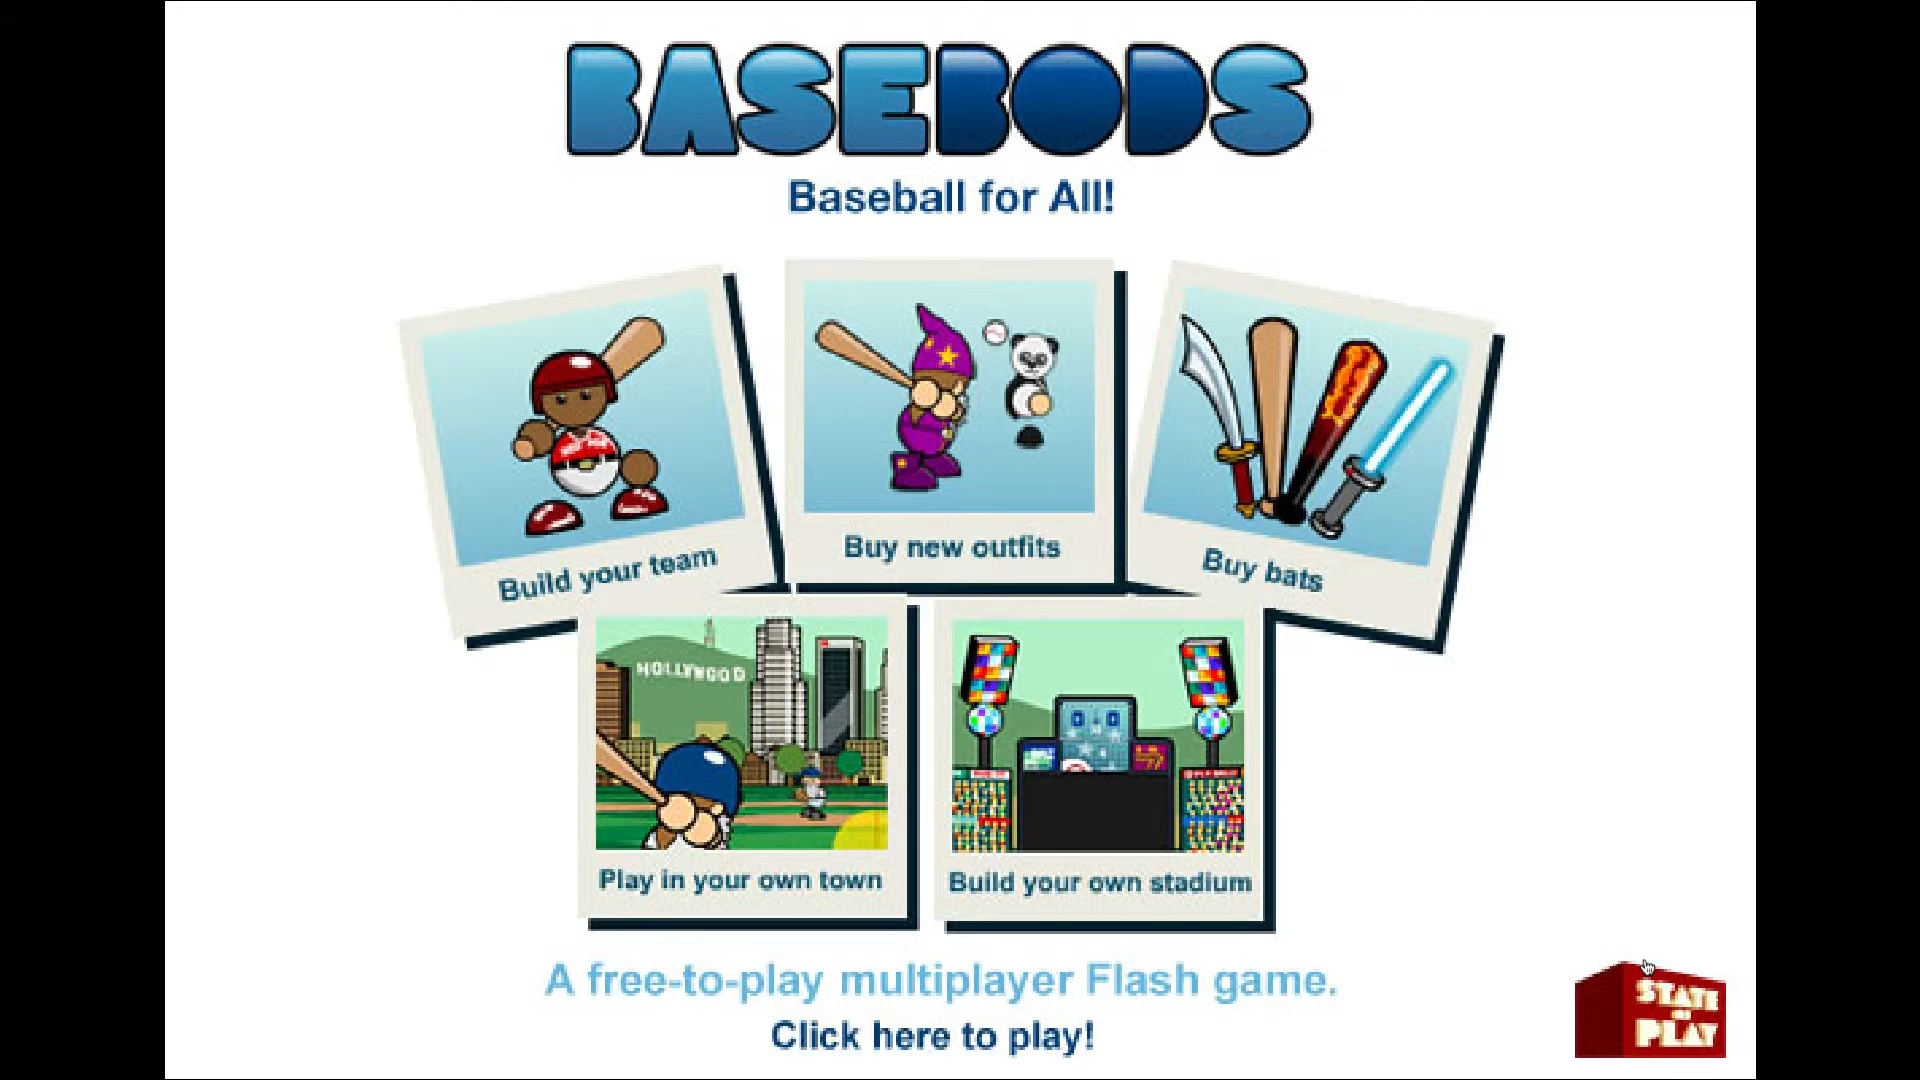 BASEBODS
Baseball for All!
Build your team
Buy new outfits
Buy bats
HOLLYWOOD
Play in your own town
Build your own stadium
A free-to-play multiplayer Flash game.
Click here to play!
STATE
OF
PLAY